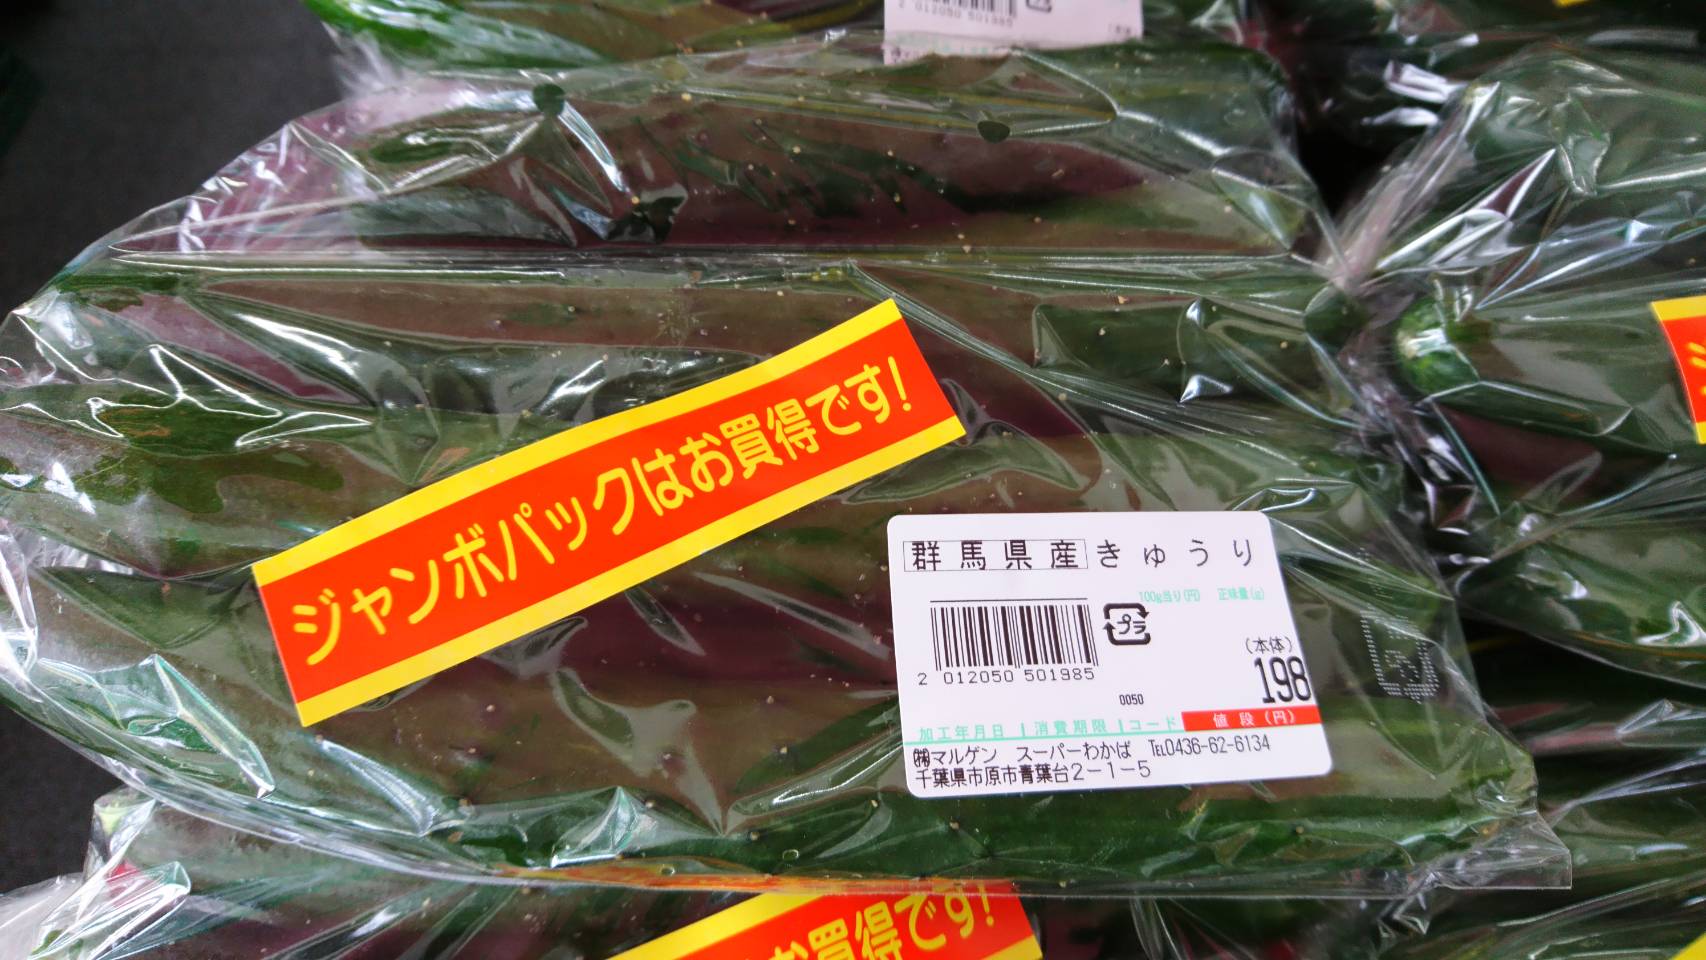 2 012050 501985
ジャンボパックはお買得です!
群馬県産きゅうり
100g当り(円) 正味量(g)
プラ
2 012050 501985
(本体)
198
0050
加工年月日 消費期限 コード 値段(円)
㈱マルゲン スーパーわかば TEL0436-62-6134
千葉県市原市青葉台2-1-5
お買得です!